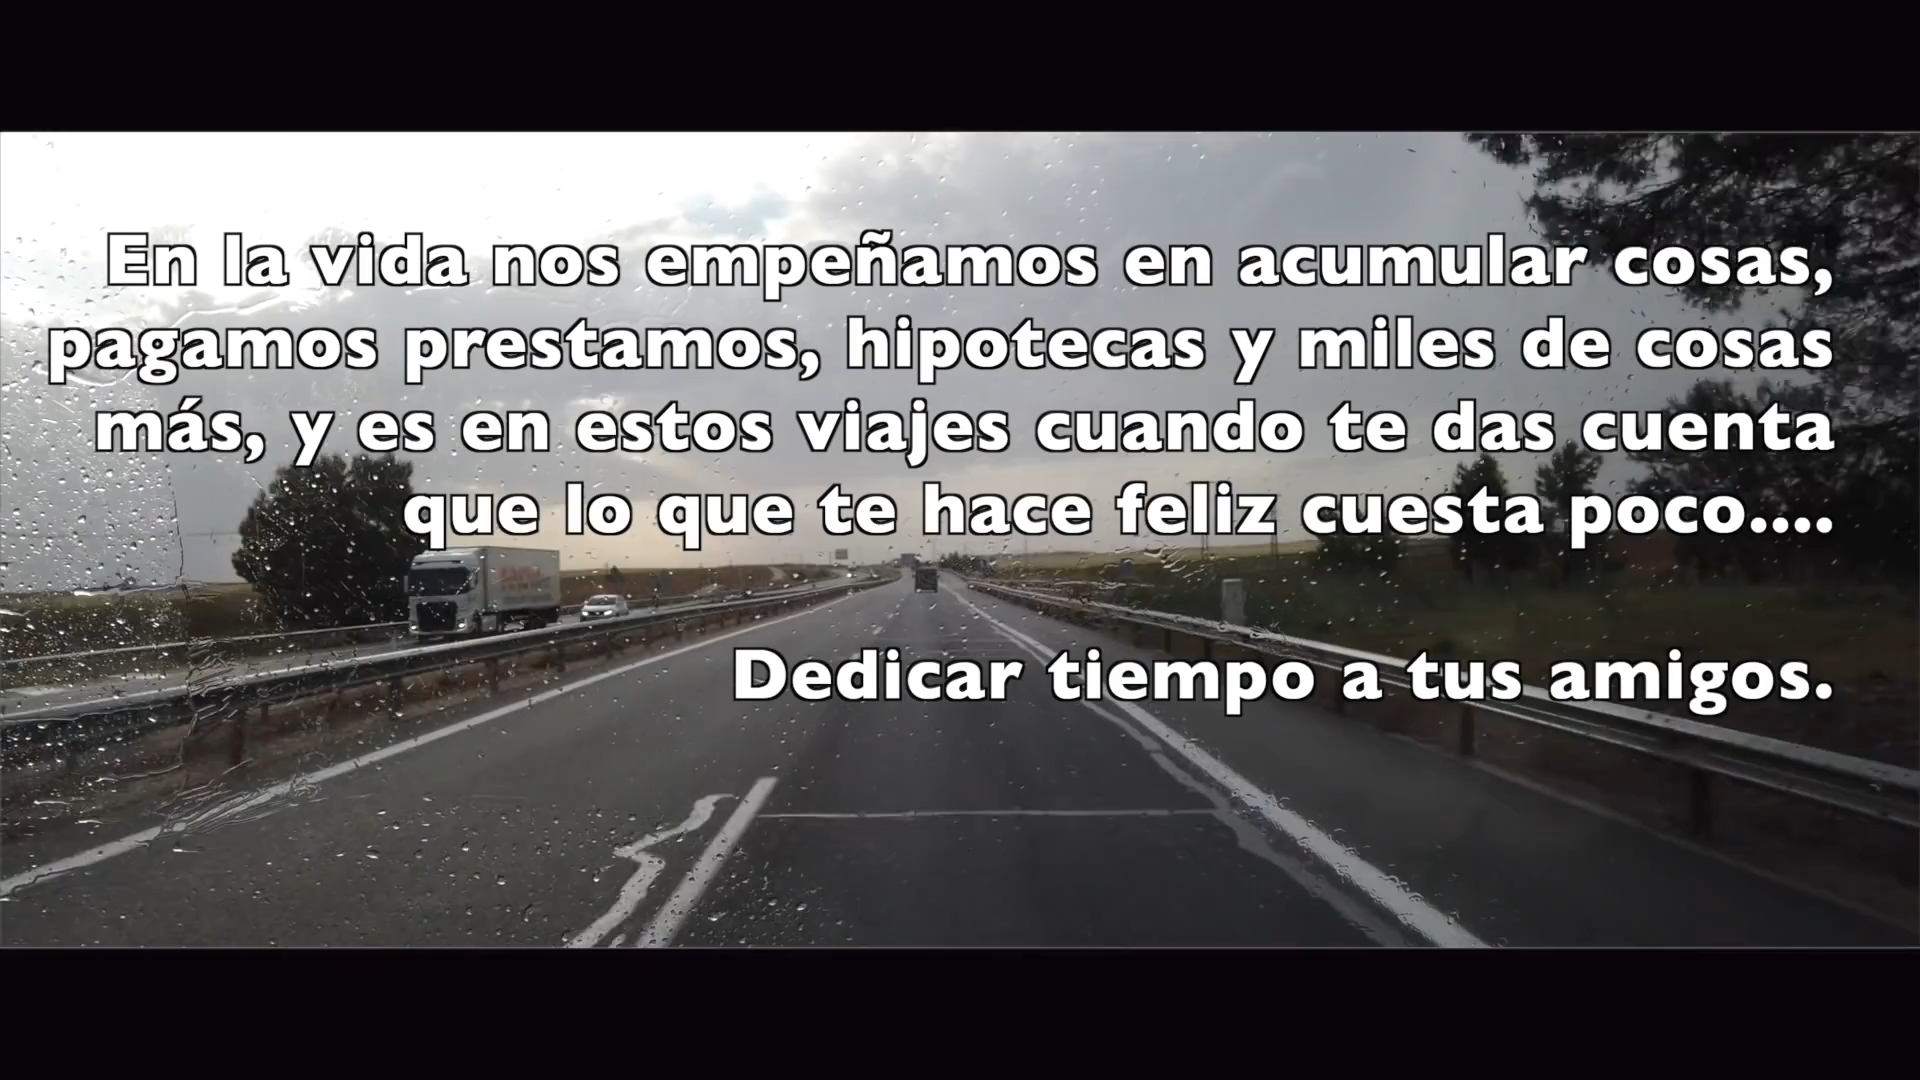 En la vida nos empeñamos en acumular cosas,
pagamos prestamos, hipotecas y miles de cosas
más, y es en estos viajes cuando te das cuenta
que lo que te hace feliz cuesta poco....
Dedicar tiempo a tus amigos.